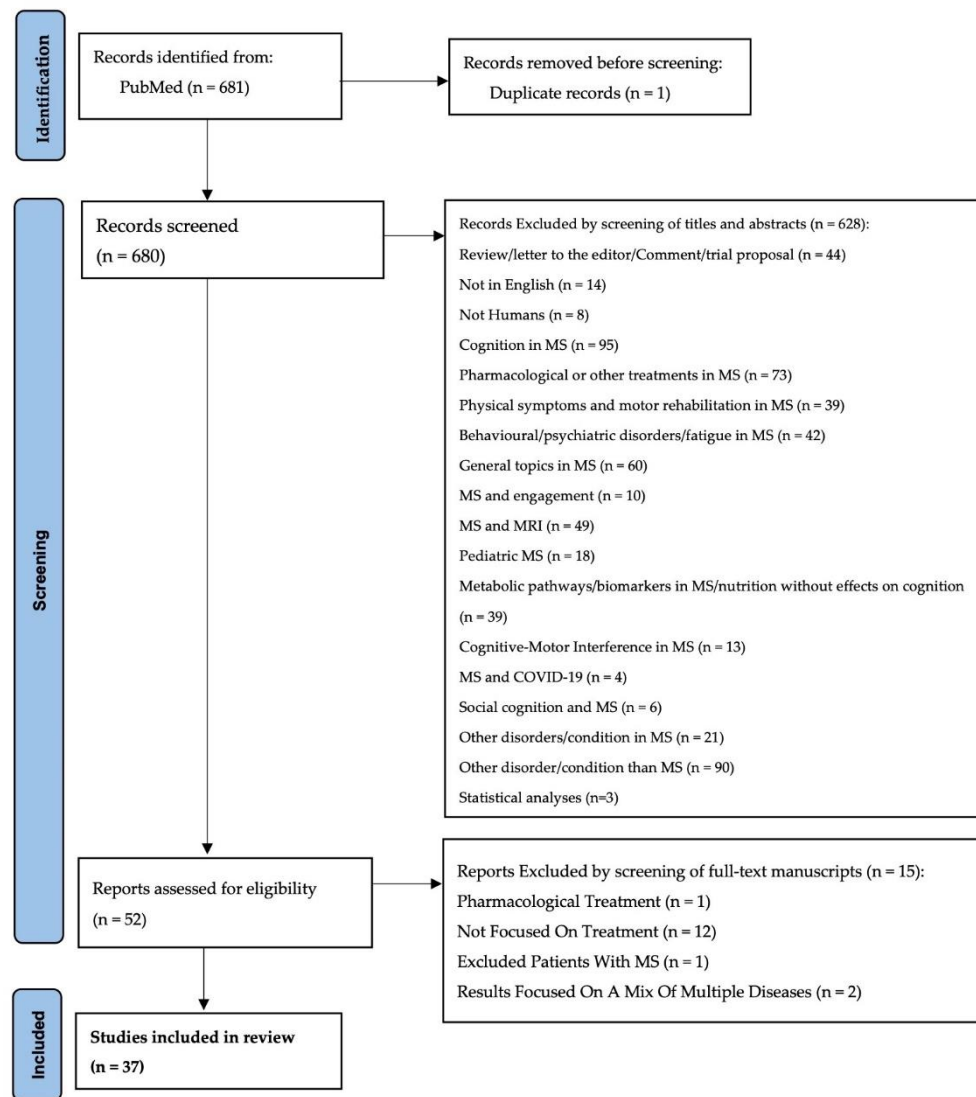 Identification
Records identified from:
PubMed (n = 681)
Records removed before screening:
Duplicate records (n = 1)
Screening
Records screened
(n = 680)
Records Excluded by screening of titles and abstracts (n = 628):
Review/letter to the editor/Comment/trial proposal (n = 44)
Not in English (n = 14)
Not Humans (n = 8)
Cognition in MS (n = 95)
Pharmacological or other treatments in MS (n = 73)
Physical symptoms and motor rehabilitation in MS (n = 39)
Behavioural/psychiatric disorders/fatigue in MS (n = 42)
General topics in MS (n = 60)
MS and engagement (n = 10)
MS and MRI (n = 49)
Pediatric MS (n = 18)
Metabolic pathways/biomarkers in MS/nutrition without effects on cognition
(n = 39)
Cognitive-Motor Interference in MS (n = 13)
MS and COVID-19 (n = 4)
Social cognition and MS (n = 6)
Other disorders/condition in MS (n = 21)
Other disorder/condition than MS (n = 90)
Statistical analyses (n=3)
Reports assessed for eligibility
(n = 52)
Reports Excluded by screening of full-text manuscripts (n = 15):
Pharmacological Treatment (n = 1)
Not Focused On Treatment (n = 12)
Excluded Patients With MS (n = 1)
Results Focused On A Mix Of Multiple Diseases (n = 2)
Included
Studies included in review
(n = 37)